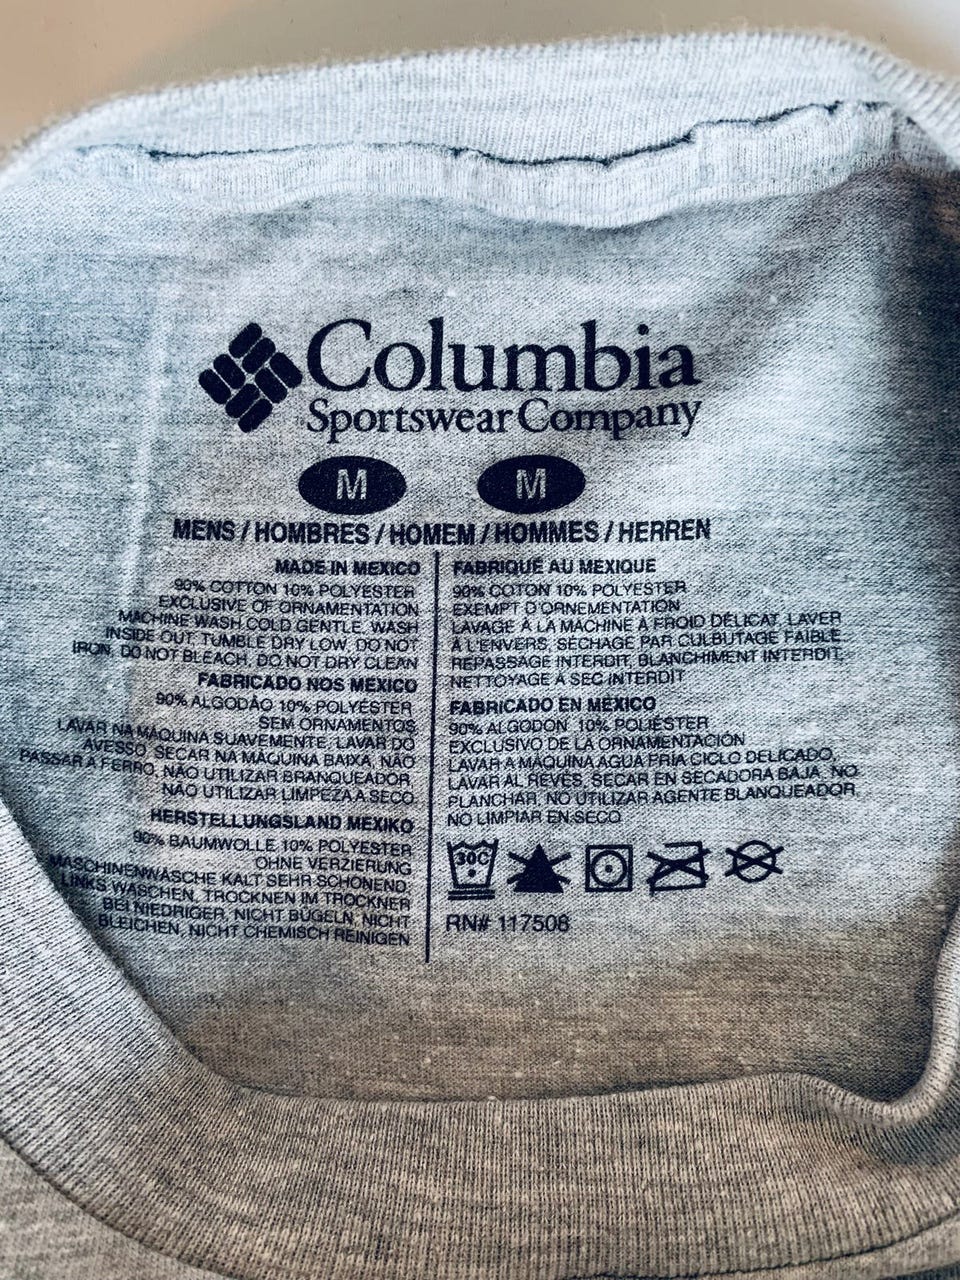 Columbia
Sportswear Company
M M
MENS / HOMBRES / HOMEM / HOMMES / HERREN
MADE IN MEXICO
90% COTTON 10% POLYESTER
EXCLUSIVE OF ORNAMENTATION
MACHINE WASH COLD GENTLE, WASH
INSIDE OUT TUMBLE DRY LOW, DO NOT
IRON, DO NOT BLEACH, DO NOT DRY CLEAN
FABRICADO NOS MEXICO
90% ALGODÃO 10% POLYÉSTER
SEM ORNAMENTOS
LAVAR NA MÁQUINA SUAVEMENTE, LAVAR DO
AVESSO, SECAR NA MÁQUINA BAIXA, NÃO
PASSAR A FERRO, NÃO UTILIZAR BRANQUEADOR
NÃO UTILIZAR LIMPEZA A SECO
HERSTELLUNGSLAND MEXIKO
90% BAUMWOLLE 10% POLYESTER
OHNE VERZIERUNG
MASCHINENWÄSCHE KALT SEHR SCHONEND,
LINKS WASCHEN, TROCKNEN IM TROCKNER
BEI NIEDRIGER, NICHT BÜGELN, NICHT
BLEICHEN, NICHT CHEMISCH REINIGEN
FABRIQUÉ AU MEXIQUE
90% COTON 10% POLYESTER
EXEMPT D'ORNEMENTATION
LAVAGE À LA MACHINE À FROID DÉLICAT, LAVER
À L'ENVERS, SÉCHAGE PAR CULBUTAGE FAIBLE,
REPASSAGE INTERDIT, BLANCHIMENT INTERDIT,
NETTOYAGE À SEC INTERDIT
FABRICADO EN MÉXICO
90% ALGODON 10% POLIÉSTER
EXCLUSIVO DE LA ORNAMENTACIÓN
LAVAR A MÁQUINA AGUA FRÍA CICLO DELICADO,
LAVAR AL REVÉS, SECAR EN SECADORA BAJA, NO
PLANCHAR, NO UTILIZAR AGENTE BLANQUEADOR,
NO LIMPIAR EN SECO
30C
RN# 117508